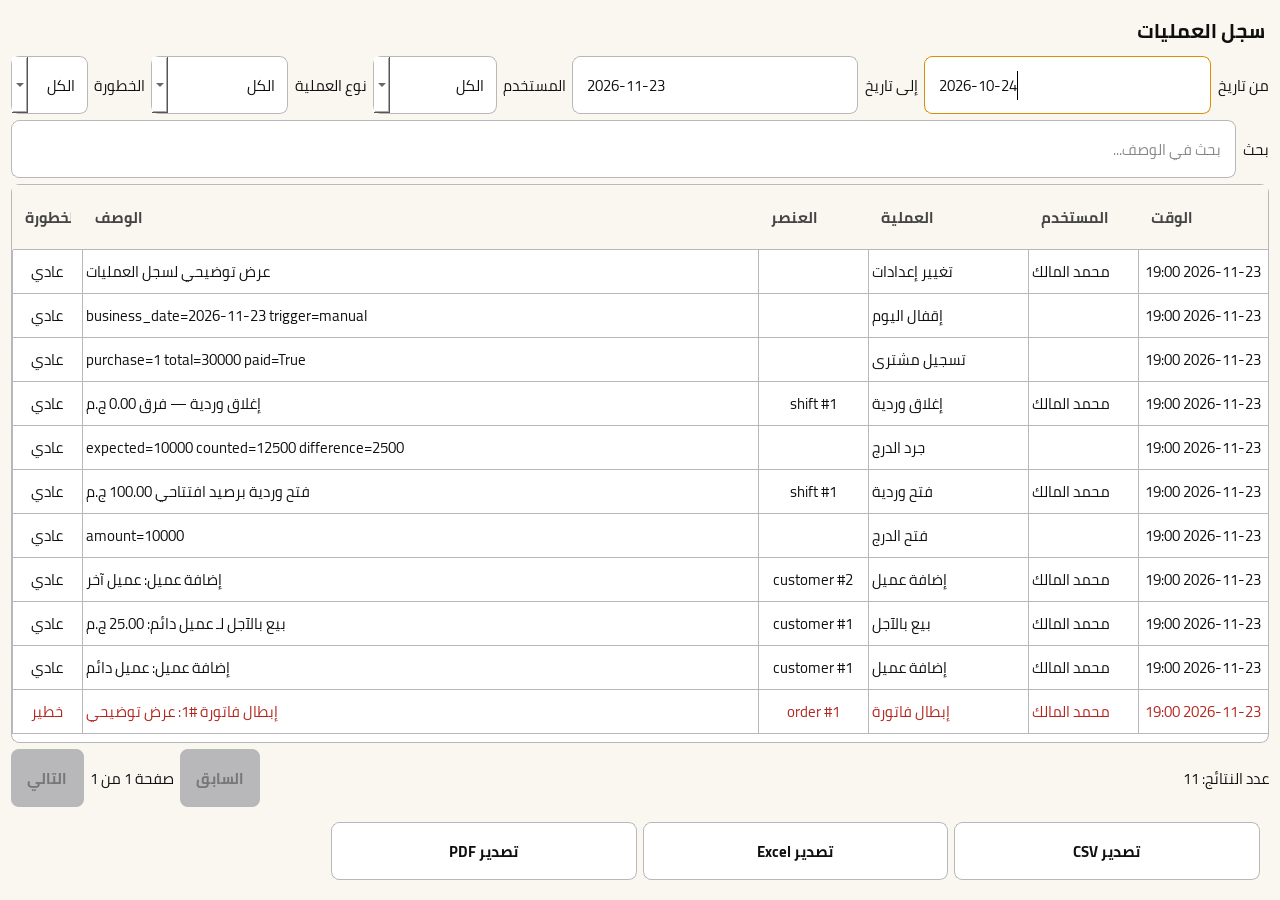 سجل العمليات
من تاريخ 2026-10-24 إلى تاريخ 2026-11-23 المستخدم الكل نوع العملية الكل الخطورة الكل
بحث بحث في الوصف...
الوقت المستخدم العملية العنصر الوصف لخطورة
2026-11-23 19:00 محمد المالك تغيير إعدادات عرض توضيحي لسجل العمليات عادي
2026-11-23 19:00 إقفال اليوم business_date=2026-11-23 trigger=manual عادي
2026-11-23 19:00 تسجيل مشترى purchase=1 total=30000 paid=True عادي
2026-11-23 19:00 محمد المالك إغلاق وردية shift #1 إغلاق وردية — فرق 0.00 ج.م عادي
2026-11-23 19:00 جرد الدرج expected=10000 counted=12500 difference=2500 عادي
2026-11-23 19:00 محمد المالك فتح وردية shift #1 فتح وردية برصيد افتتاحي 100.00 ج.م عادي
2026-11-23 19:00 فتح الدرج amount=10000 عادي
2026-11-23 19:00 محمد المالك إضافة عميل customer #2 إضافة عميل: عميل آخر عادي
2026-11-23 19:00 محمد المالك بيع بالآجل customer #1 بيع بالآجل لـ عميل دائم: 25.00 ج.م عادي
2026-11-23 19:00 محمد المالك إضافة عميل customer #1 إضافة عميل: عميل دائم عادي
2026-11-23 19:00 محمد المالك إبطال فاتورة order #1 إبطال فاتورة #1: عرض توضيحي خطير
عدد النتائج: 11 السابق صفحة 1 من 1 التالي
تصدير CSV تصدير Excel تصدير PDF